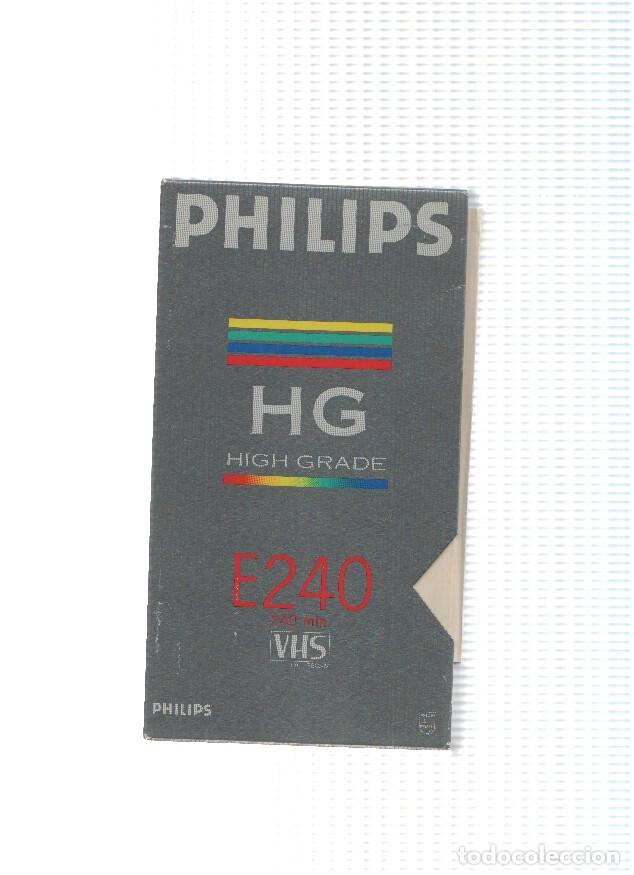 PHILIPS
HG
HIGH GRADE
E240
240 min
VHS
PHILIPS
todocoleccion